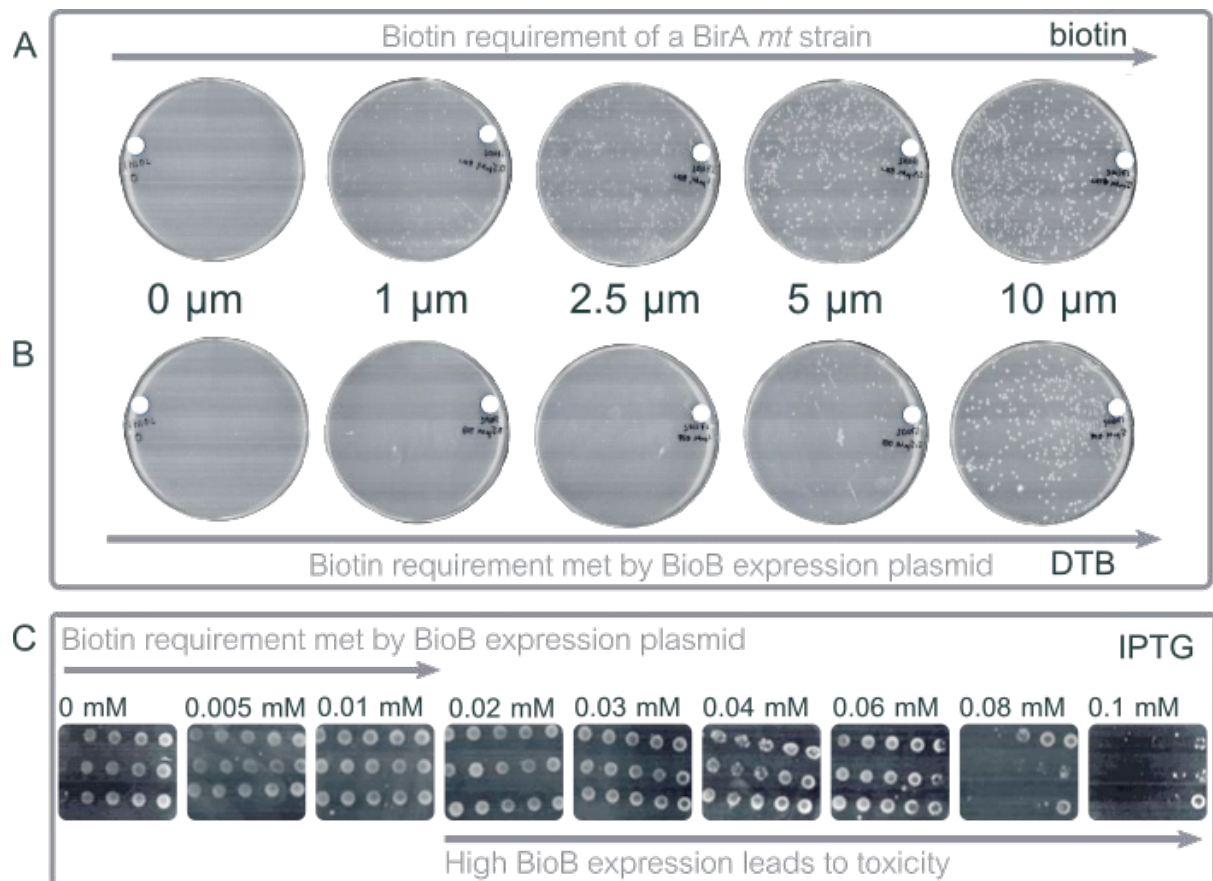 A
Biotin requirement of a BirA mt strain
biotin
0 µm
1 µm
2.5 µm
5 µm
10 µm
B
Biotin requirement met by BioB expression plasmid
DTB
C
Biotin requirement met by BioB expression plasmid
IPTG
0 mM
0.005 mM
0.01 mM
0.02 mM
0.03 mM
0.04 mM
0.06 mM
0.08 mM
0.1 mM
High BioB expression leads to toxicity